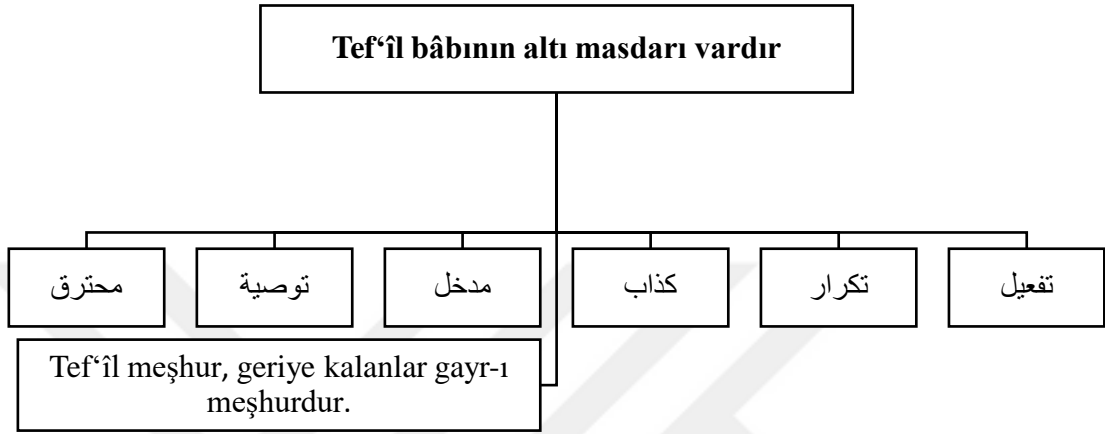 Tef‘îl bâbının altı masdarı vardır
محترق
توصية
مدخل
كذاب
تكرار
تفعيل
Tef‘îl meşhur, geriye kalanlar gayr-ı
meşhurdur.